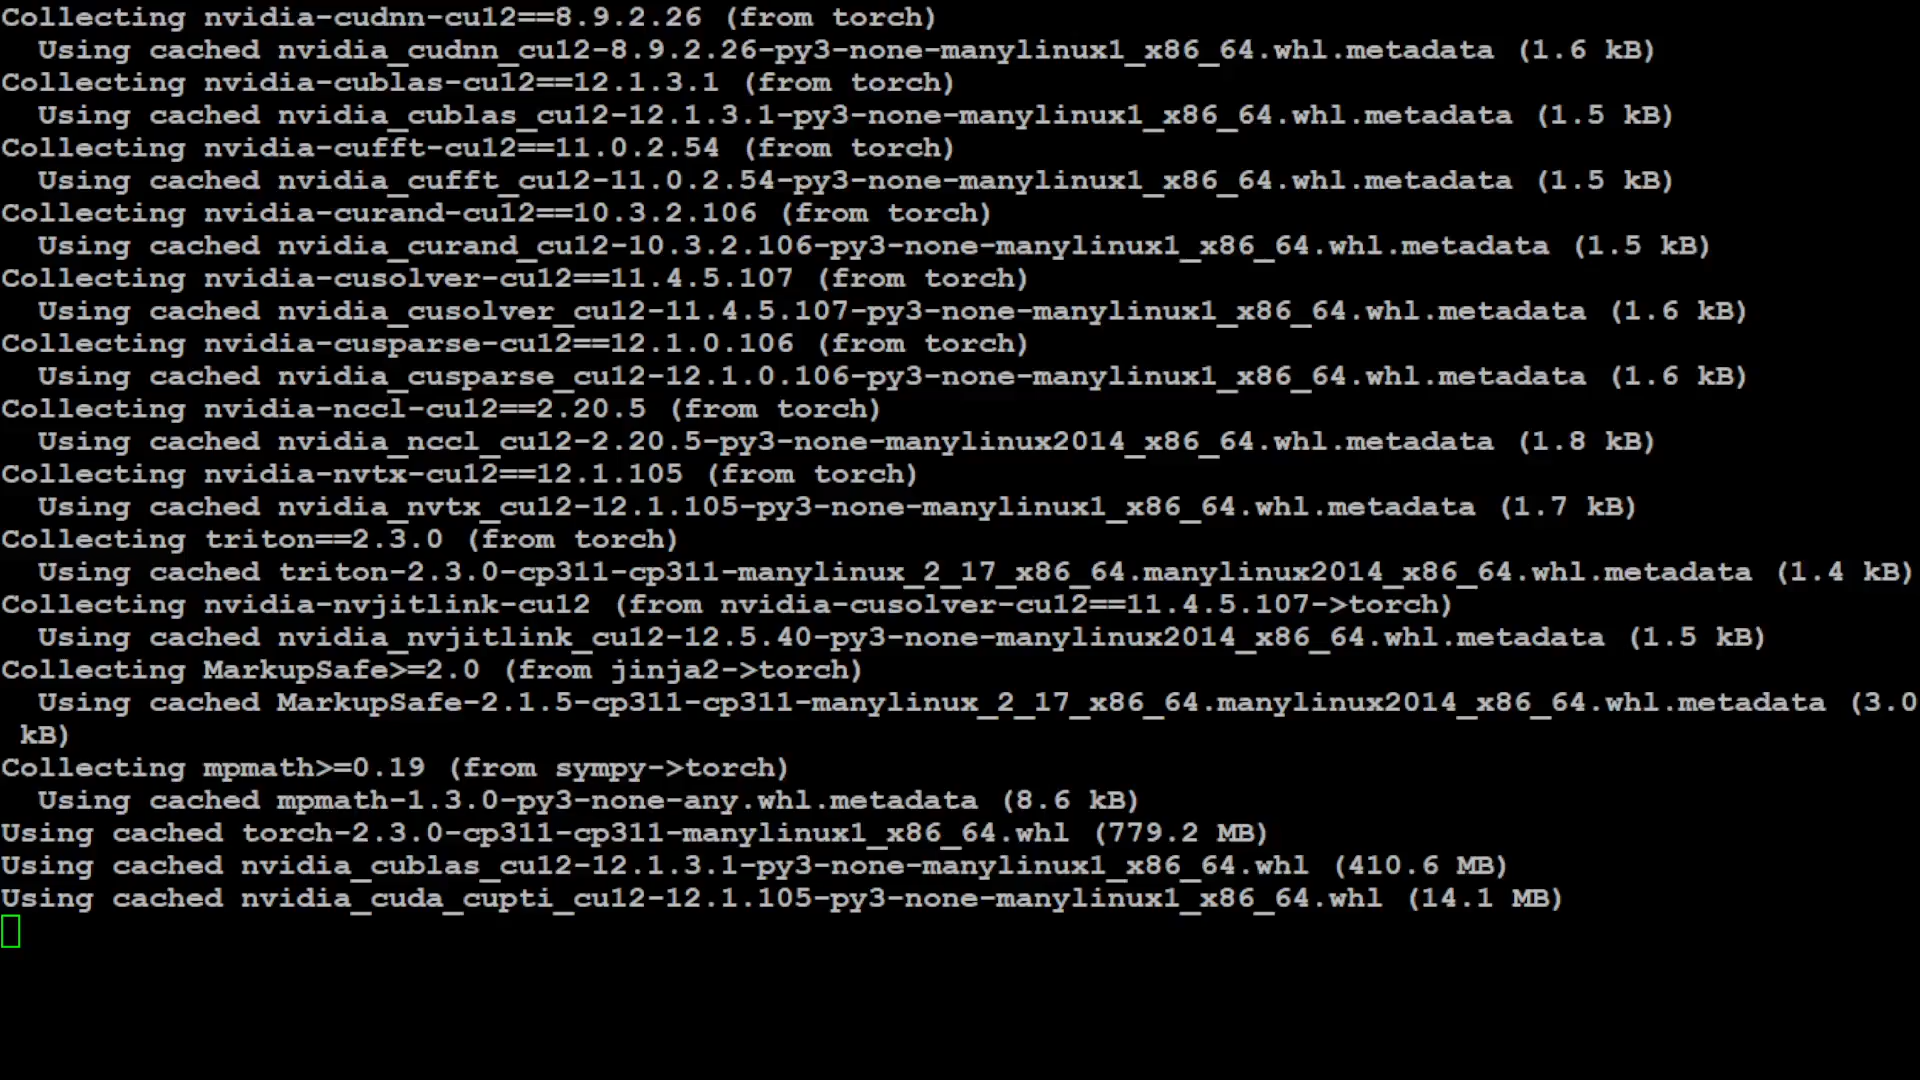 Collecting nvidia-cudnn-cu12==8.9.2.26 (from torch)
  Using cached nvidia_cudnn_cu12-8.9.2.26-py3-none-manylinux1_x86_64.whl.metadata (1.6 kB)
Collecting nvidia-cublas-cu12==12.1.3.1 (from torch)
  Using cached nvidia_cublas_cu12-12.1.3.1-py3-none-manylinux1_x86_64.whl.metadata (1.5 kB)
Collecting nvidia-cufft-cu12==11.0.2.54 (from torch)
  Using cached nvidia_cufft_cu12-11.0.2.54-py3-none-manylinux1_x86_64.whl.metadata (1.5 kB)
Collecting nvidia-curand-cu12==10.3.2.106 (from torch)
  Using cached nvidia_curand_cu12-10.3.2.106-py3-none-manylinux1_x86_64.whl.metadata (1.5 kB)
Collecting nvidia-cusolver-cu12==11.4.5.107 (from torch)
  Using cached nvidia_cusolver_cu12-11.4.5.107-py3-none-manylinux1_x86_64.whl.metadata (1.6 kB)
Collecting nvidia-cusparse-cu12==12.1.0.106 (from torch)
  Using cached nvidia_cusparse_cu12-12.1.0.106-py3-none-manylinux1_x86_64.whl.metadata (1.6 kB)
Collecting nvidia-nccl-cu12==2.20.5 (from torch)
  Using cached nvidia_nccl_cu12-2.20.5-py3-none-manylinux2014_x86_64.whl.metadata (1.8 kB)
Collecting nvidia-nvtx-cu12==12.1.105 (from torch)
  Using cached nvidia_nvtx_cu12-12.1.105-py3-none-manylinux1_x86_64.whl.metadata (1.7 kB)
Collecting triton==2.3.0 (from torch)
  Using cached triton-2.3.0-cp311-cp311-manylinux_2_17_x86_64.manylinux2014_x86_64.whl.metadata (1.4 kB)
Collecting nvidia-nvjitlink-cu12 (from nvidia-cusolver-cu12==11.4.5.107->torch)
  Using cached nvidia_nvjitlink_cu12-12.5.40-py3-none-manylinux2014_x86_64.whl.metadata (1.5 kB)
Collecting MarkupSafe>=2.0 (from jinja2->torch)
  Using cached MarkupSafe-2.1.5-cp311-cp311-manylinux_2_17_x86_64.manylinux2014_x86_64.whl.metadata (3.0
 kB)
Collecting mpmath>=0.19 (from sympy->torch)
  Using cached mpmath-1.3.0-py3-none-any.whl.metadata (8.6 kB)
Using cached torch-2.3.0-cp311-cp311-manylinux1_x86_64.whl (779.2 MB)
Using cached nvidia_cublas_cu12-12.1.3.1-py3-none-manylinux1_x86_64.whl (410.6 MB)
Using cached nvidia_cuda_cupti_cu12-12.1.105-py3-none-manylinux1_x86_64.whl (14.1 MB)